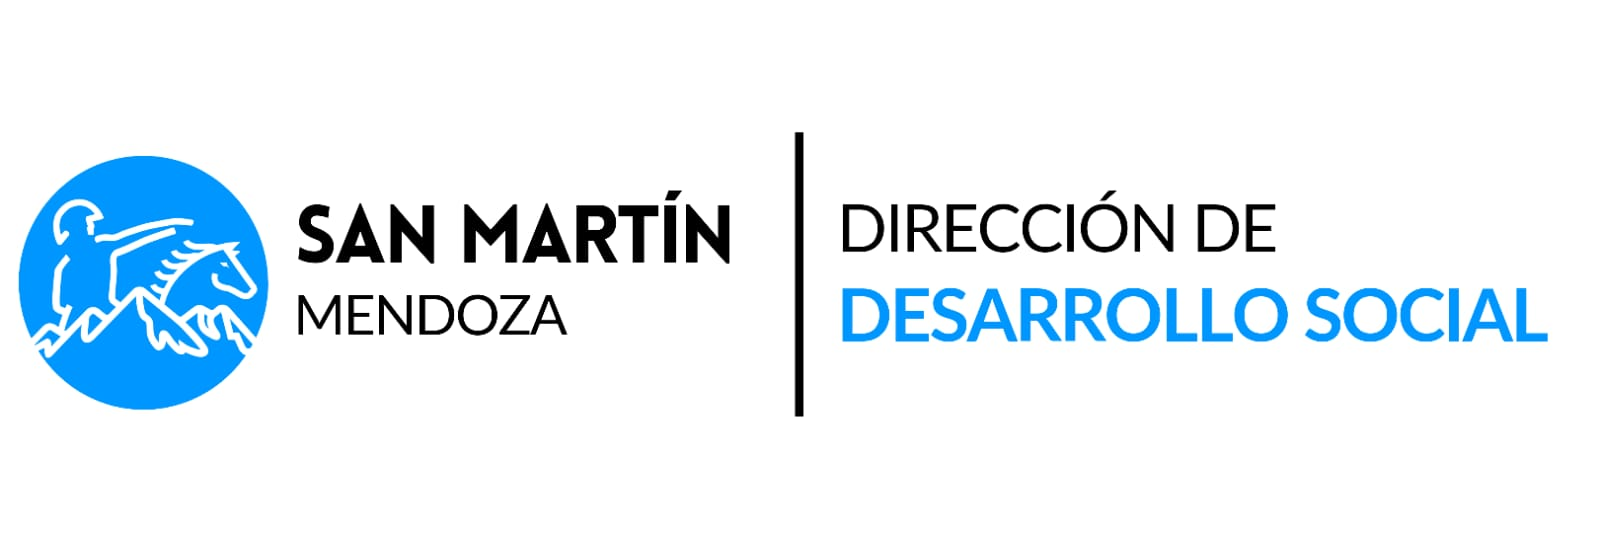 SAN MARTÍN
MENDOZA
DIRECCIÓN DE
DESARROLLO SOCIAL